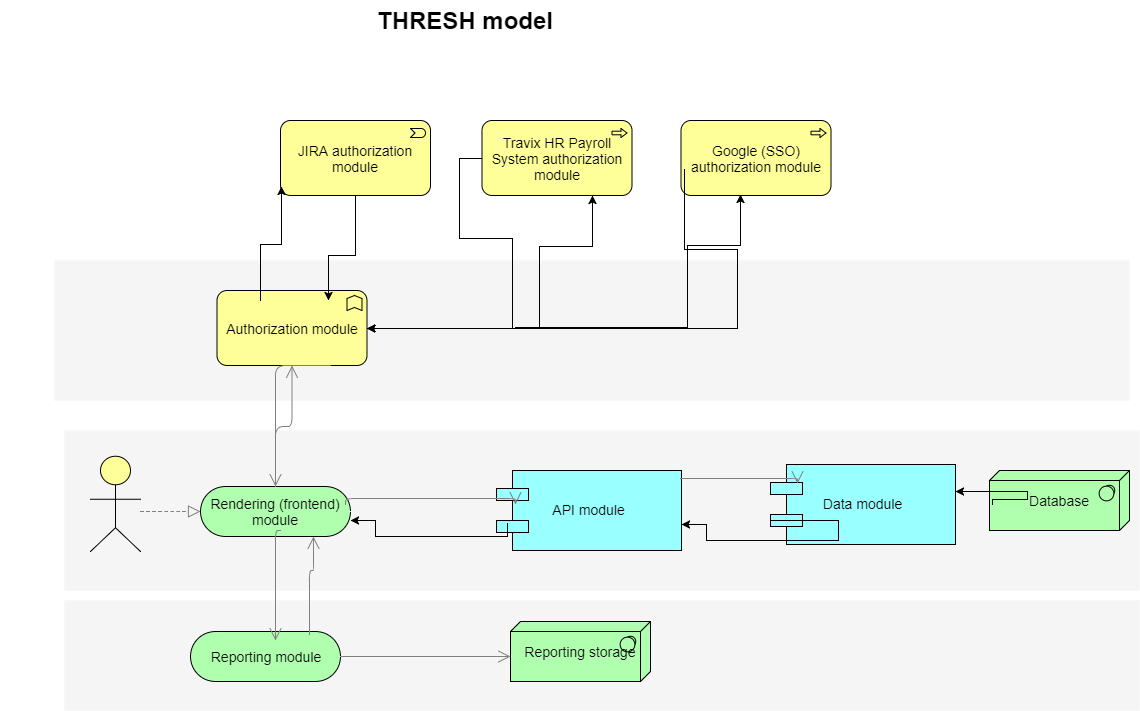 THRESH model
JIRA authorization
module
Travix HR Payroll
System authorization
module
Google (SSO)
authorization module
Authorization module
Rendering (frontend)
module
API module
Data module
Database
Reporting module
Reporting storage